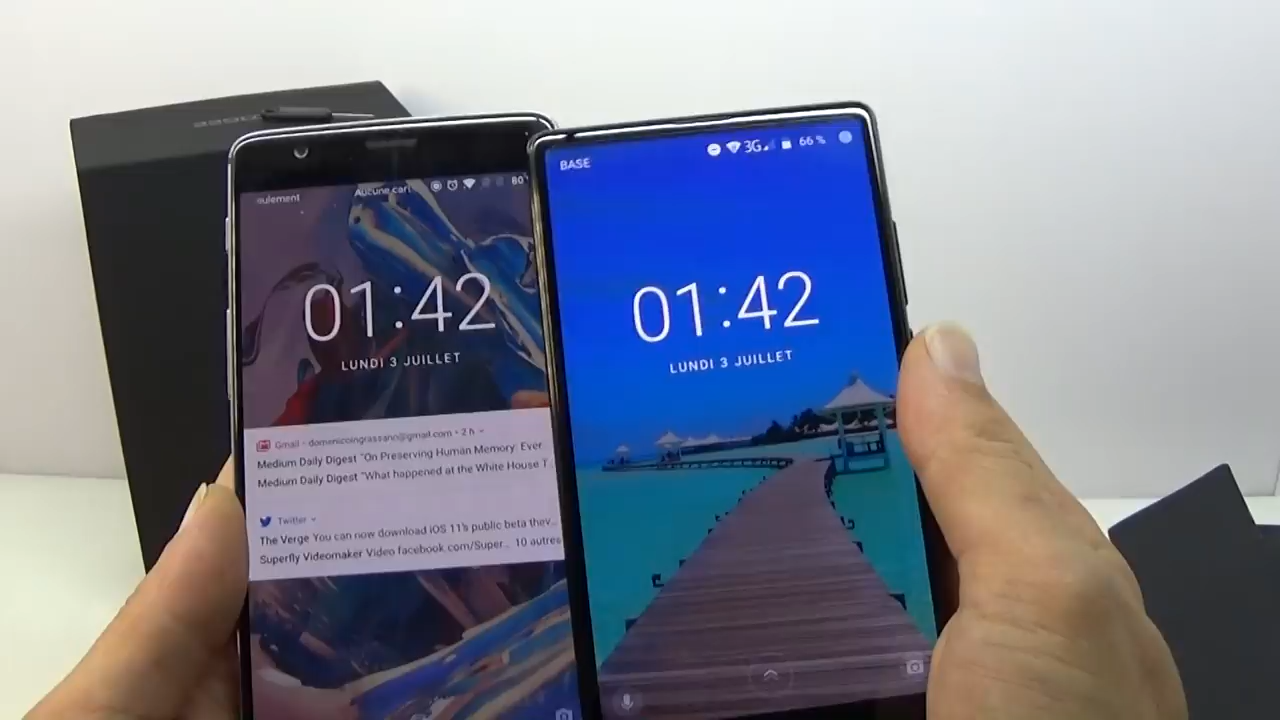 oulement
Aucune cart
80
01:42
LUNDI 3 JUILLET
Gmail • domenicoingrassano@gmail.com • 2 h
Medium Daily Digest “On Preserving Human Memory: Ever
Medium Daily Digest “What happened at the White House T
Twitter
The Verge You can now download iOS 11’s public beta thev...
Superfly Videomaker Video facebook.com/Super... 10 autres
BASE
3G
66 %
01:42
LUNDI 3 JUILLET